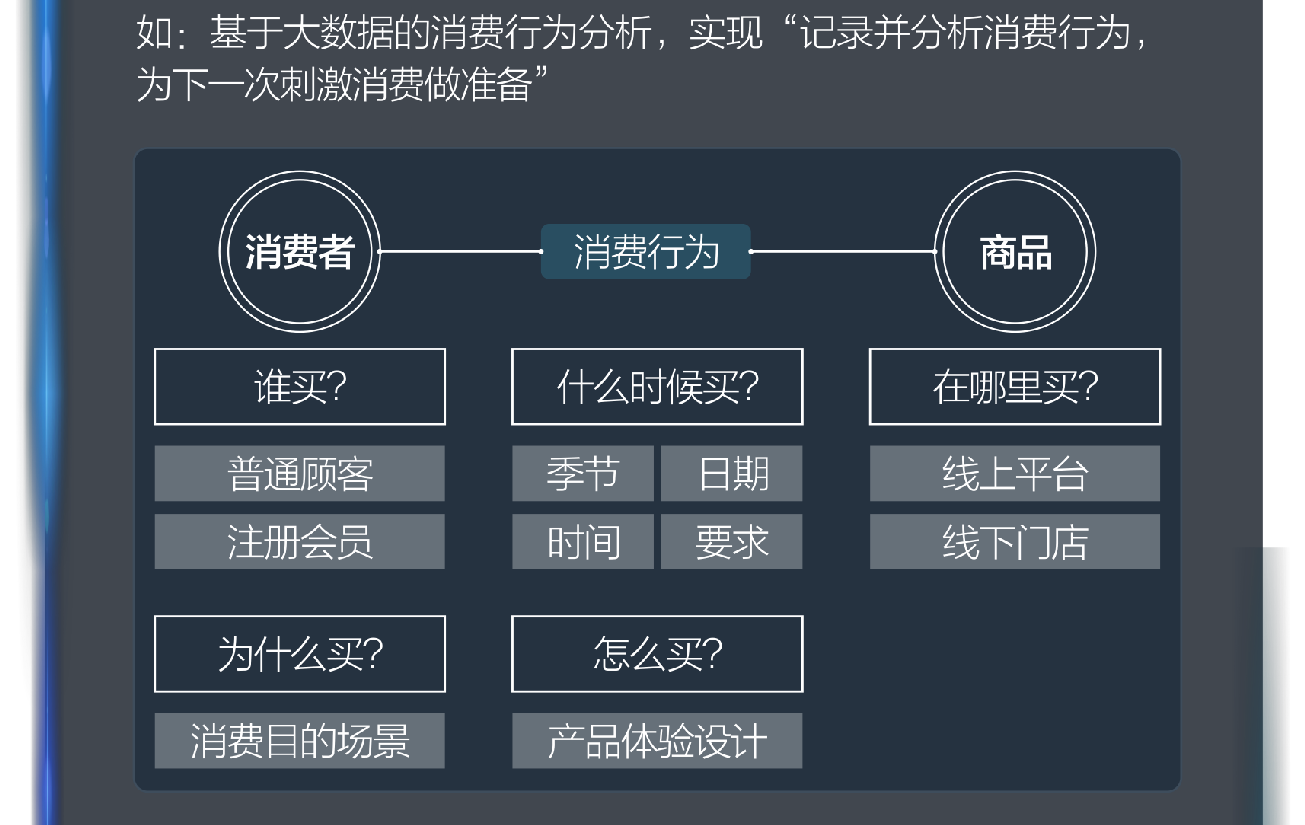 如：基于大数据的消费行为分析，实现“记录并分析消费行为，
为下一次刺激消费做准备”
消费者 消费行为 商品
谁买？ 什么时候买？ 在哪里买？
普通顾客 季节 日期 线上平台
注册会员 时间 要求 线下门店
为什么买？ 怎么买？
消费目的场景 产品体验设计